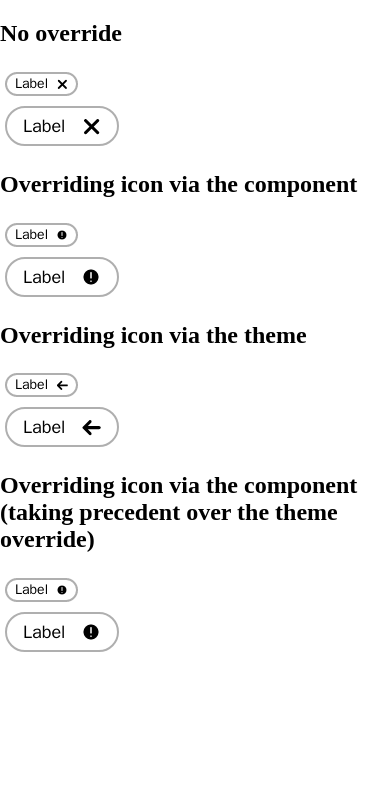 No override
Label
Label
Overriding icon via the component
Label
Label
Overriding icon via the theme
Label
Label
Overriding icon via the component
(taking precedent over the theme
override)
Label
Label